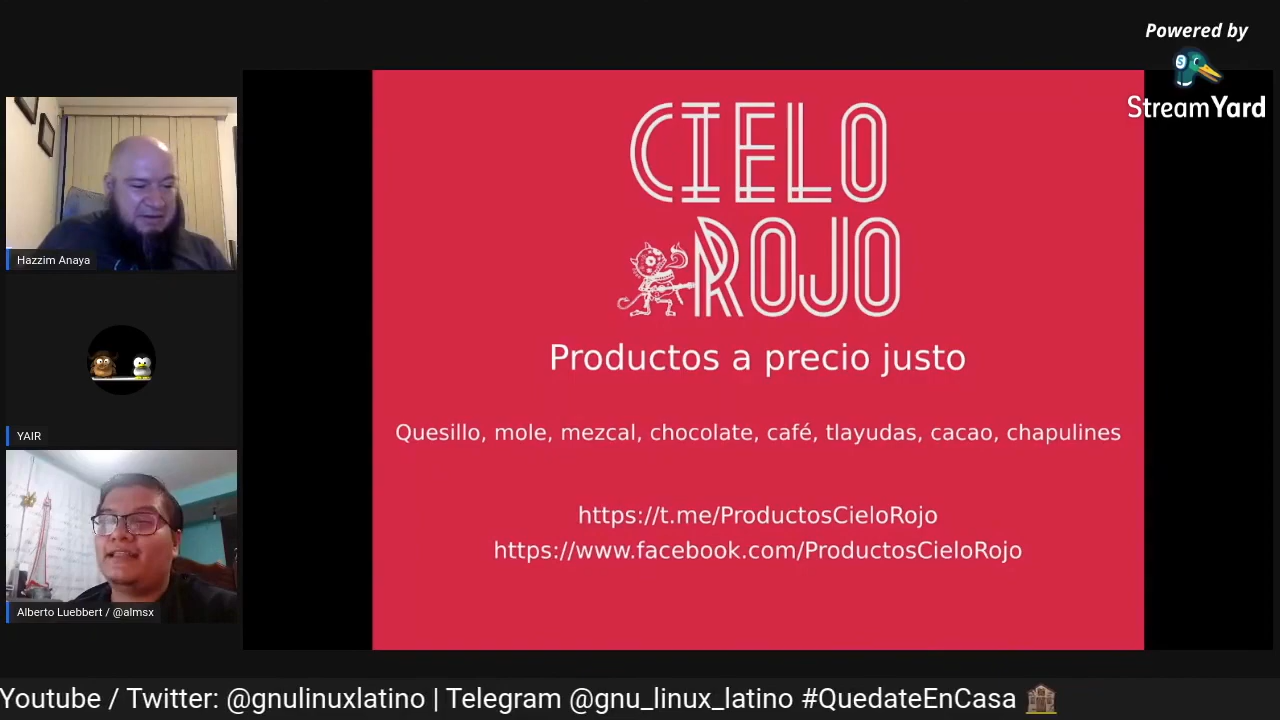 Powered by
StreamYard
CIELO
ROJO
Productos a precio justo
Quesillo, mole, mezcal, chocolate, café, tlayudas, cacao, chapulines
https://t.me/ProductosCieloRojo
https://www.facebook.com/ProductosCieloRojo
Hazzim Anaya
YAIR
Alberto Luebbert / @almsx
Youtube / Twitter: @gnulinuxlatino | Telegram @gnu_linux_latino #QuedateEnCasa 🏚